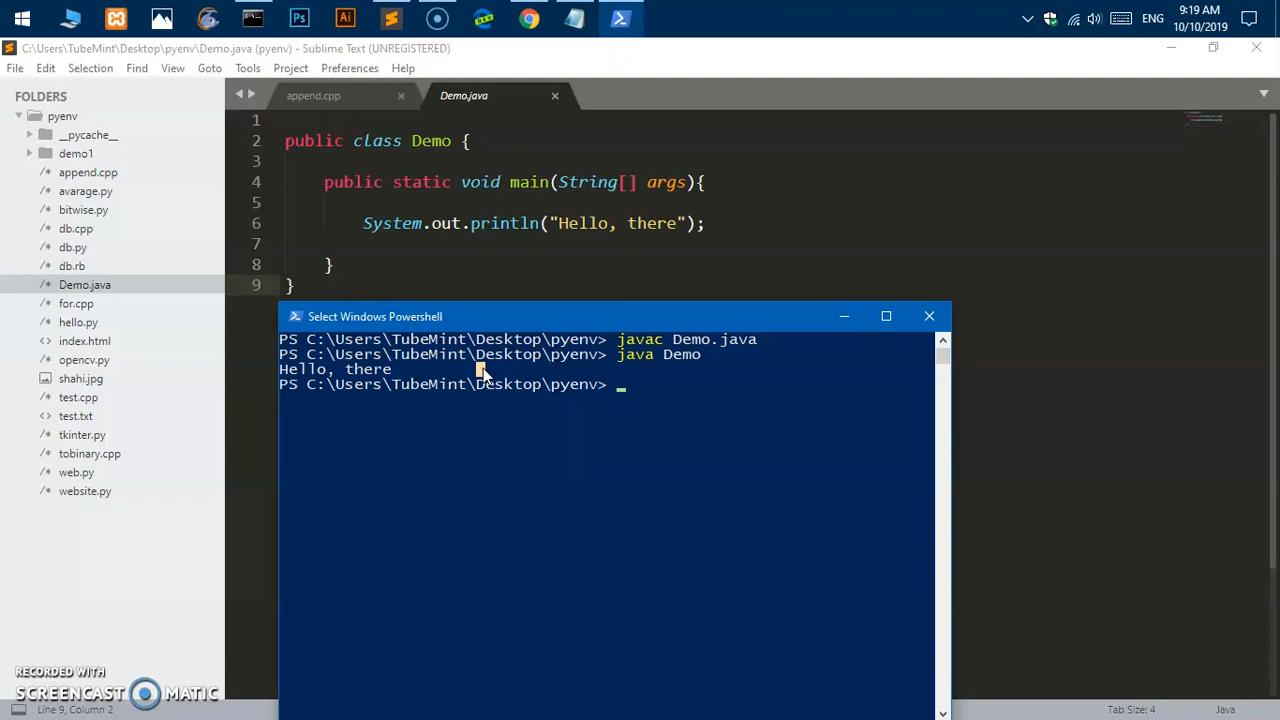 Ps
Ai
ENG
9:19 AM
10/10/2019
C:\Users\TubeMint\Desktop\pyenv\Demo.java (pyenv) - Sublime Text (UNREGISTERED)
File Edit Selection Find View Goto Tools Project Preferences Help
FOLDERS
pyenv
__pycache__
demo1
append.cpp
avarage.py
bitwise.py
db.cpp
db.py
db.rb
Demo.java
for.cpp
hello.py
index.html
opencv.py
shahi.jpg
test.cpp
test.txt
tkinter.py
tobinary.cpp
web.py
website.py
append.cpp
Demo.java
1
2 public class Demo {
3
4 public static void main(String[] args){
5
6 System.out.println("Hello, there");
7
8 }
9 }
Select Windows Powershell
PS C:\Users\TubeMint\Desktop\pyenv> javac Demo.java
PS C:\Users\TubeMint\Desktop\pyenv> java Demo
Hello, there
PS C:\Users\TubeMint\Desktop\pyenv>
RECORDED WITH
SCREENCAST MATIC
Line 9, Column 2
Tab Size: 4
Java